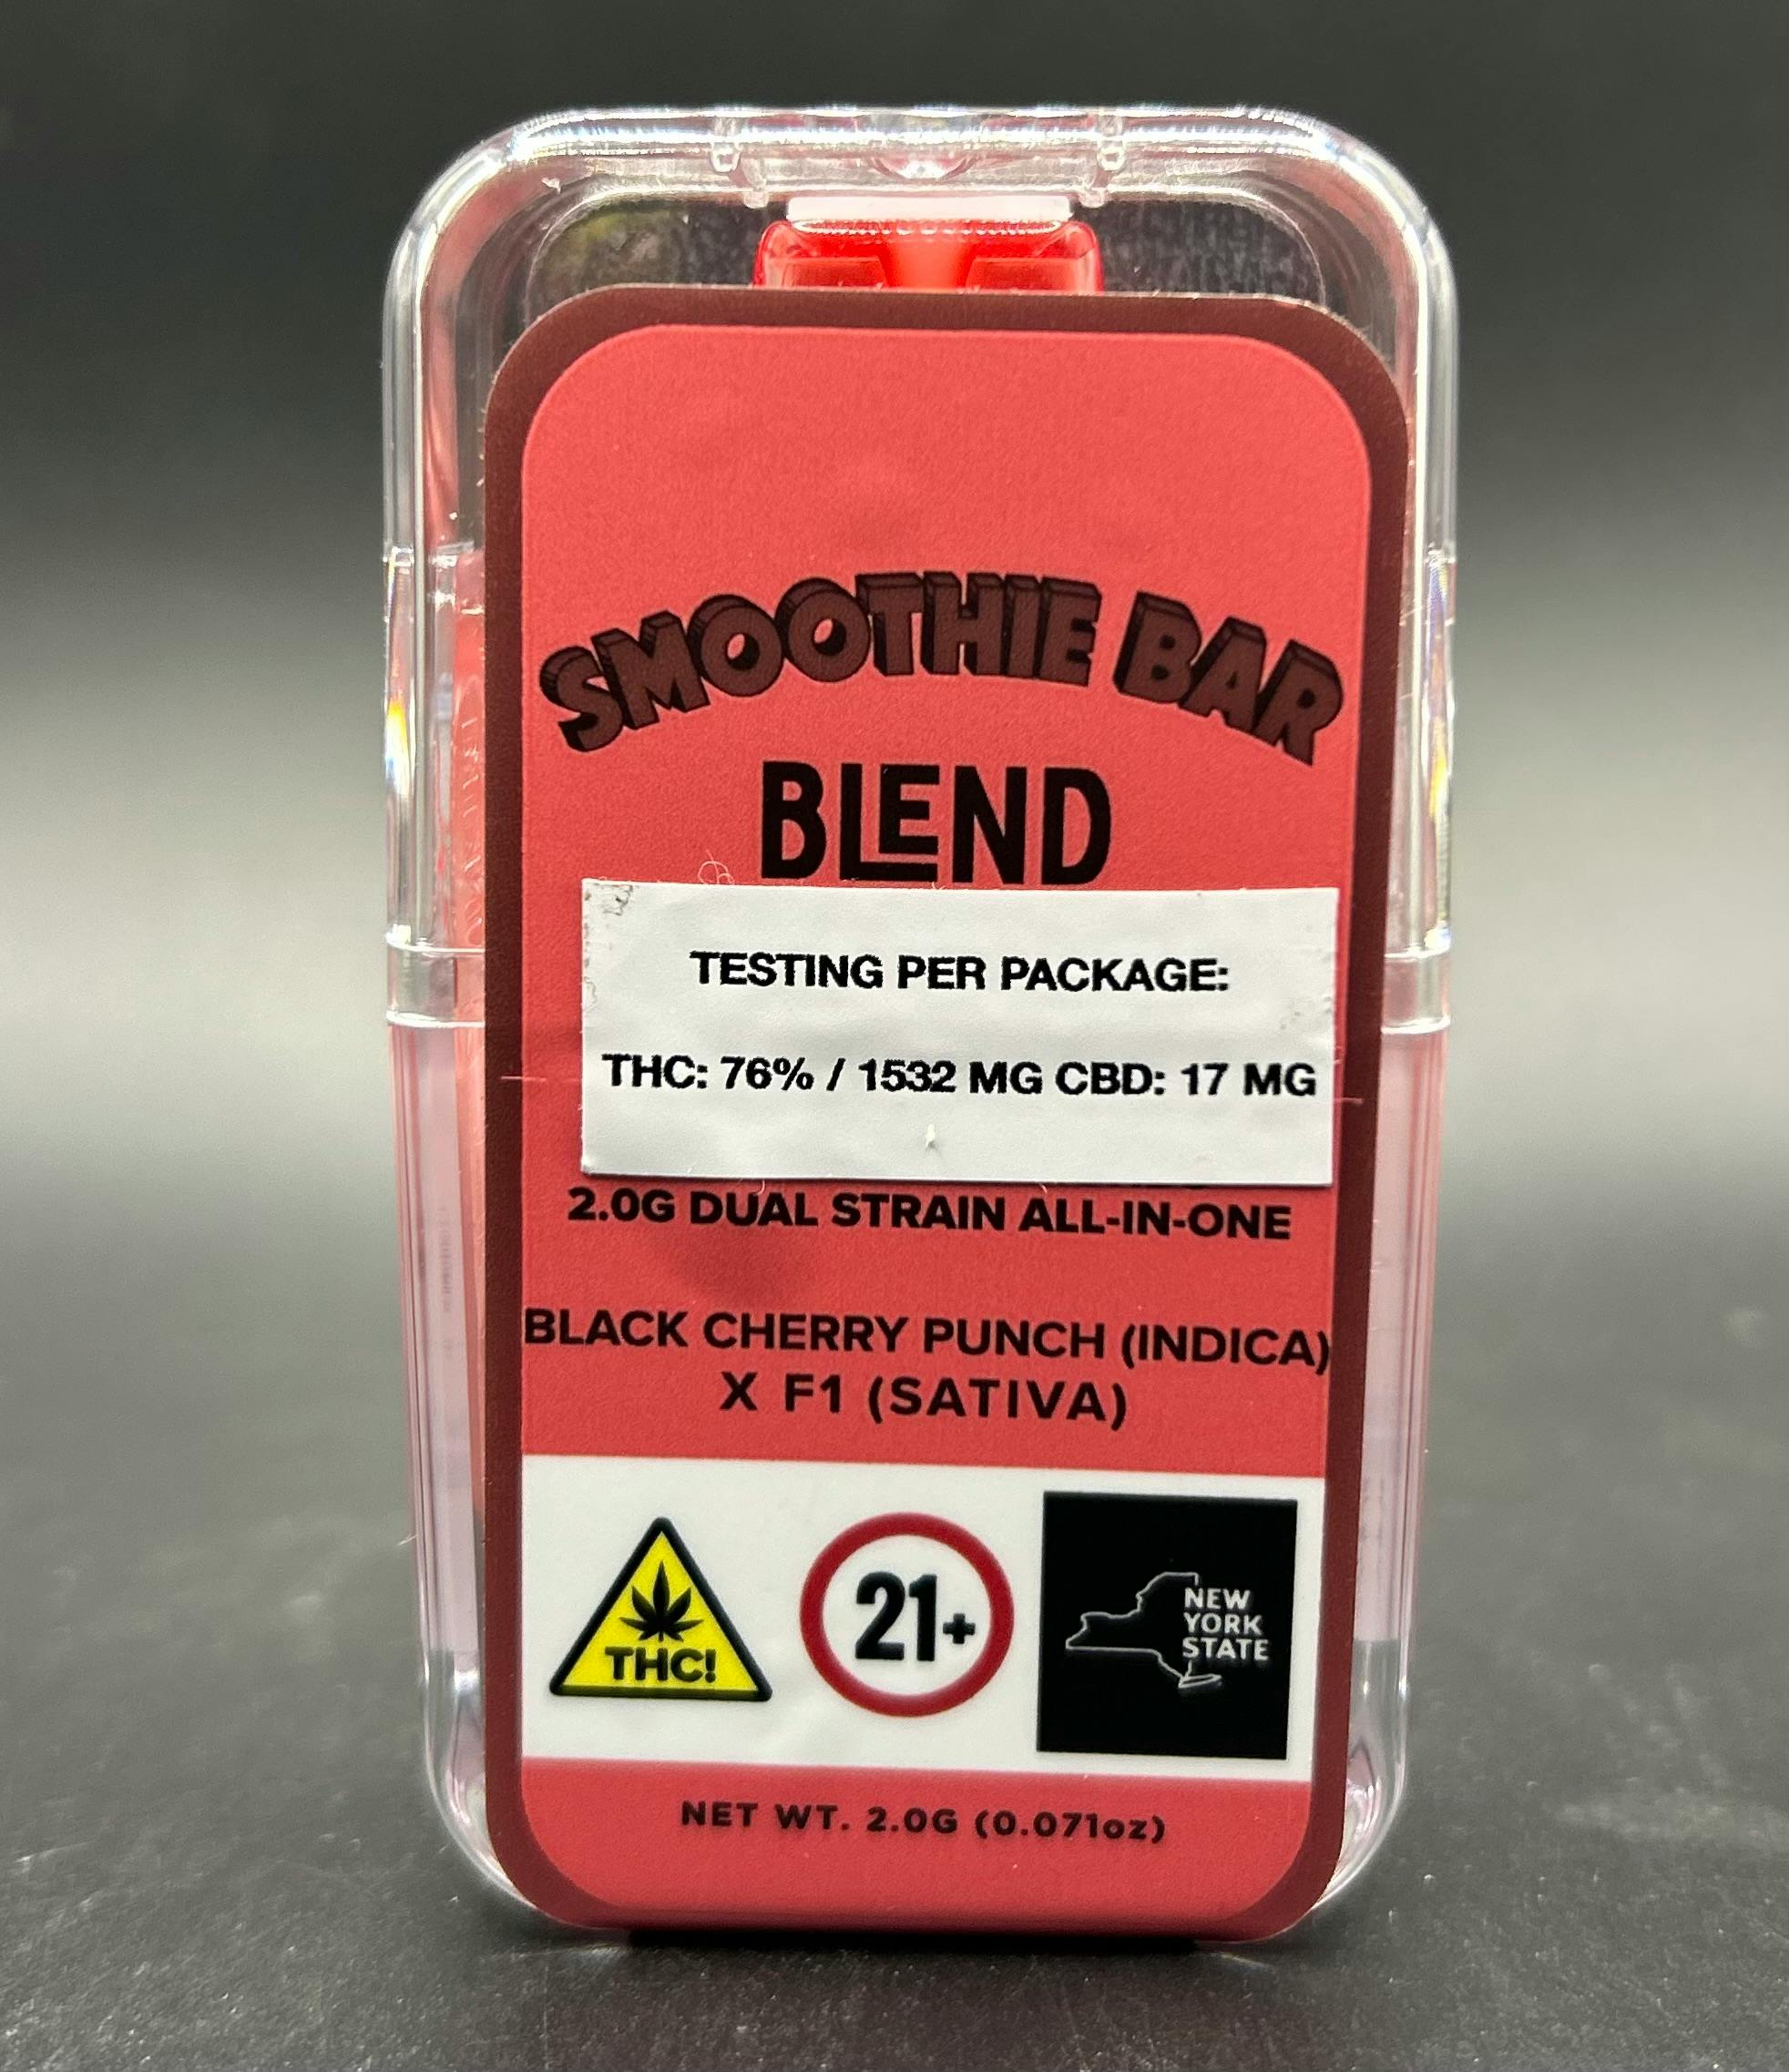 SMOOTHIE BAR
BLEND
TESTING PER PACKAGE:
THC: 76% / 1532 MG CBD: 17 MG
2.0G DUAL STRAIN ALL-IN-ONE
BLACK CHERRY PUNCH (INDICA)
X F1 (SATIVA)
THC!
21+
NEW
YORK
STATE
NET WT. 2.0G (0.071oz)